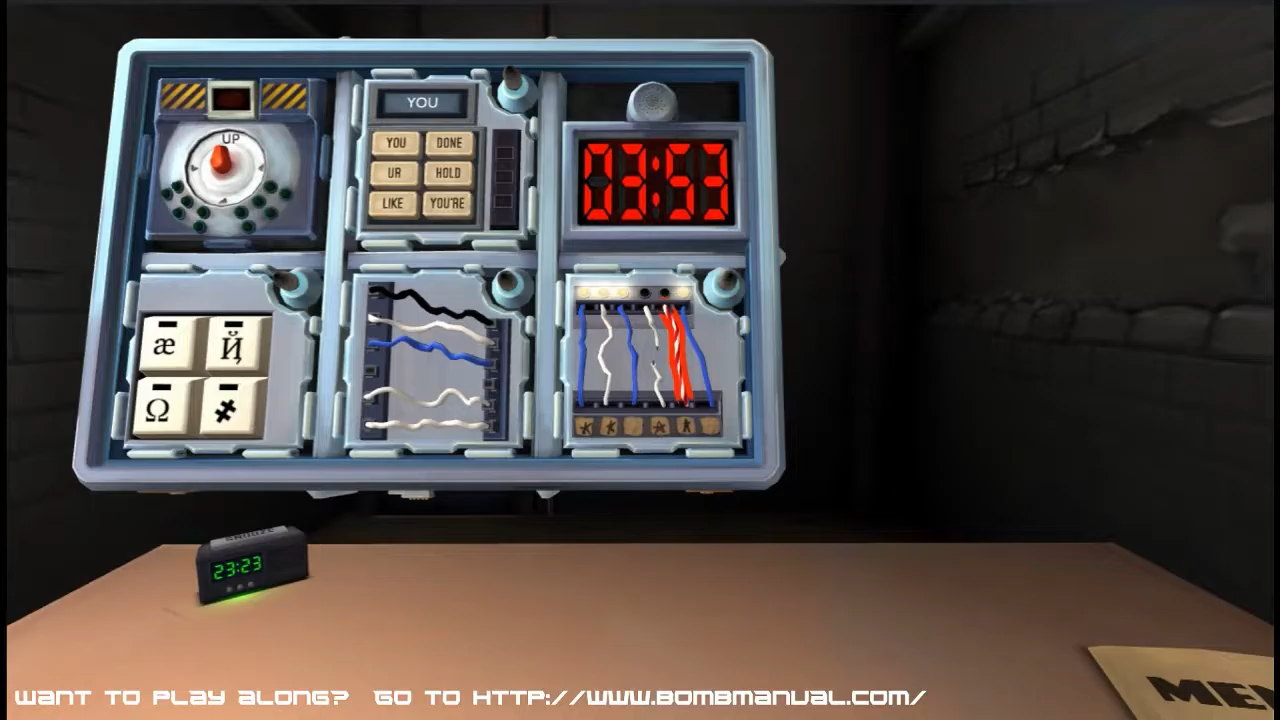 UP
YOU
YOU DONE
UR HOLD
LIKE YOU'RE
03:53
æ Ӣ
Ω ҂
23:23
WANT TO PLAY ALONG? GO TO HTTP://WWW.BOMBMANUAL.COM/